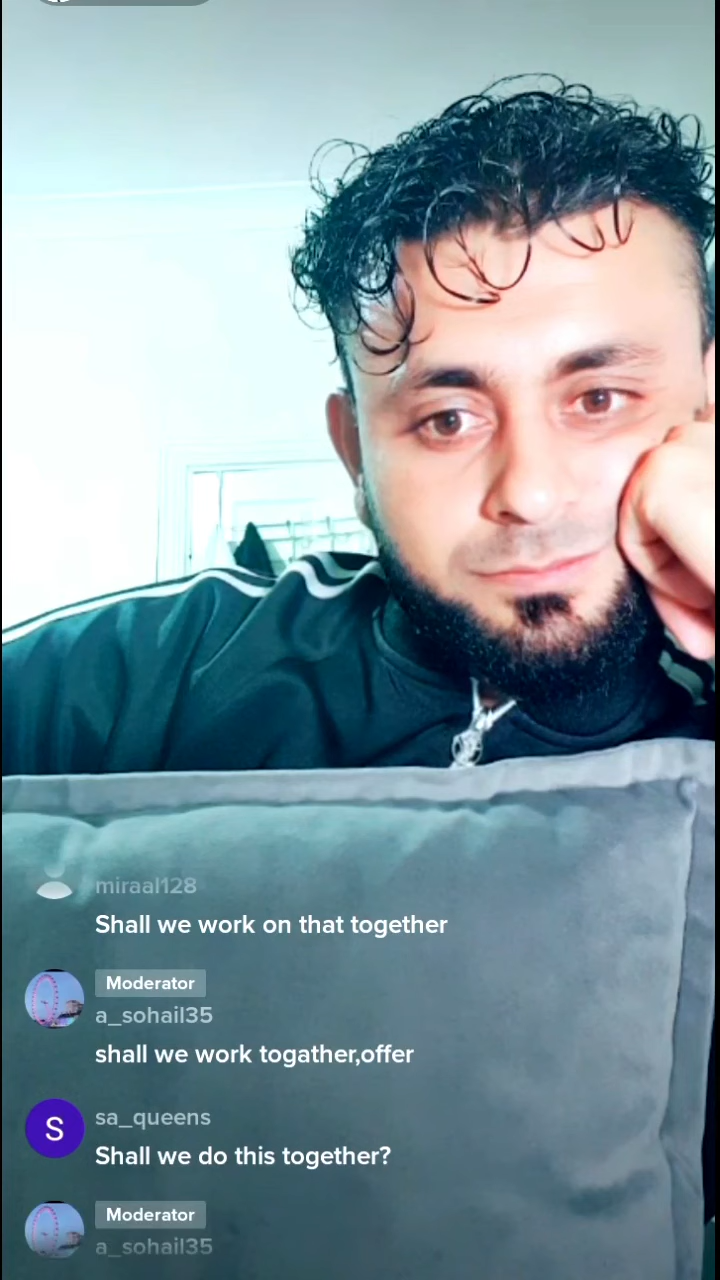 miraal128
Shall we work on that together
Moderator
a_sohail35
shall we work togather,offer
S
sa_queens
Shall we do this together?
Moderator
a_sohail35